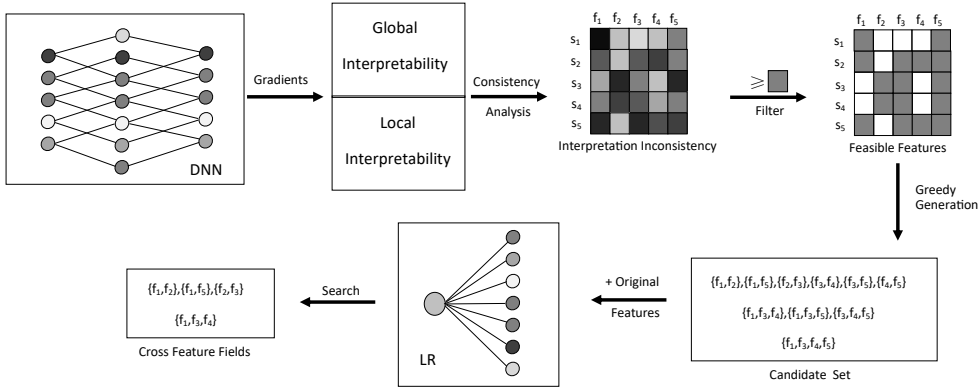 DNN
Gradients
Global
Interpretability
Local
Interpretability
Consistency
Analysis
f₁ f₂ f₃ f₄ f₅
s₁
s₂
s₃
s₄
s₅
Interpretation Inconsistency
⩾
Filter
f₁ f₂ f₃ f₄ f₅
s₁
s₂
s₃
s₄
s₅
Feasible Features
Greedy
Generation
{f₁,f₂},{f₁,f₅},{f₂,f₃},{f₃,f₄},{f₃,f₅},{f₄,f₅}
{f₁,f₃,f₄},{f₁,f₃,f₅},{f₃,f₄,f₅}
{f₁,f₃,f₄,f₅}
Candidate Set
+ Original
Features
LR
Search
{f₁,f₂},{f₁,f₅},{f₂,f₃}
{f₁,f₃,f₄}
Cross Feature Fields